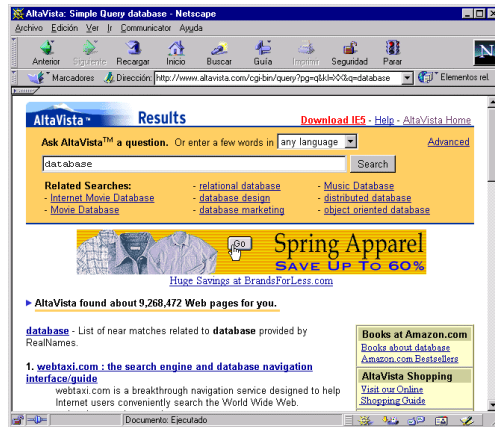 AltaVista: Simple Query database - Netscape
Archivo Edición Ver Ir Communicator Ayuda
Anterior Siguiente Recargar Inicio Buscar Guía Imprimir Seguridad Parar
N
Marcadores Dirección: http://www.altavista.com/cgi-bin/query?pg=q&kl=XX&q=database Elementos rel.
AltaVista™ Results Download IE5 - Help - AltaVista Home
Ask AltaVista™ a question. Or enter a few words in any language Advanced
database Search
Related Searches: - relational database - Music Database
- Internet Movie Database - database design - distributed database
- Movie Database - database marketing - object oriented database
Go Spring Apparel
SAVE UP TO 60%
Huge Savings at BrandsForLess.com
AltaVista found about 9,268,472 Web pages for you.
database - List of near matches related to database provided by
RealNames.
1. webtaxi.com : the search engine and database navigation
interface/guide
webtaxi.com is a breakthrough navigation service designed to help
Internet users conveniently search the World Wide Web.
Books at Amazon.com
Books about database
Amazon.com Bestsellers
AltaVista Shopping
Visit our Online
Shopping Guide
Documento: Ejecutado